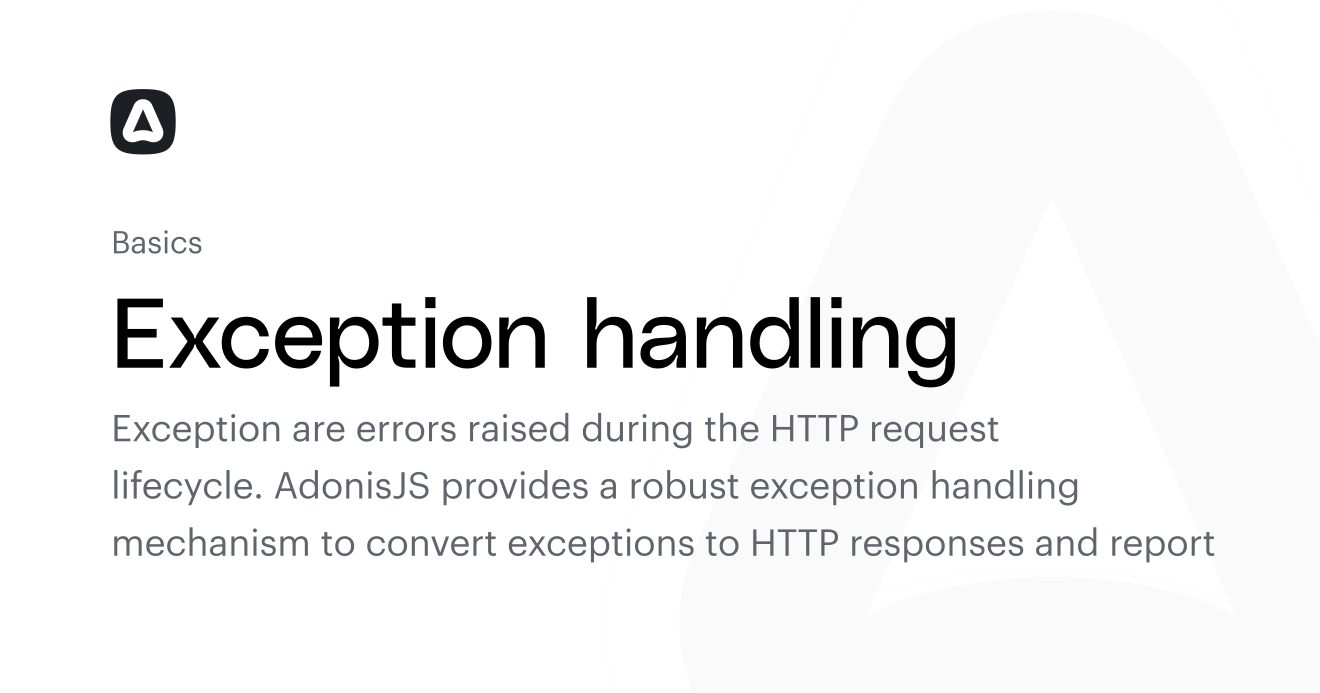 Basics
Exception handling
Exception are errors raised during the HTTP request
lifecycle. AdonisJS provides a robust exception handling
mechanism to convert exceptions to HTTP responses and report